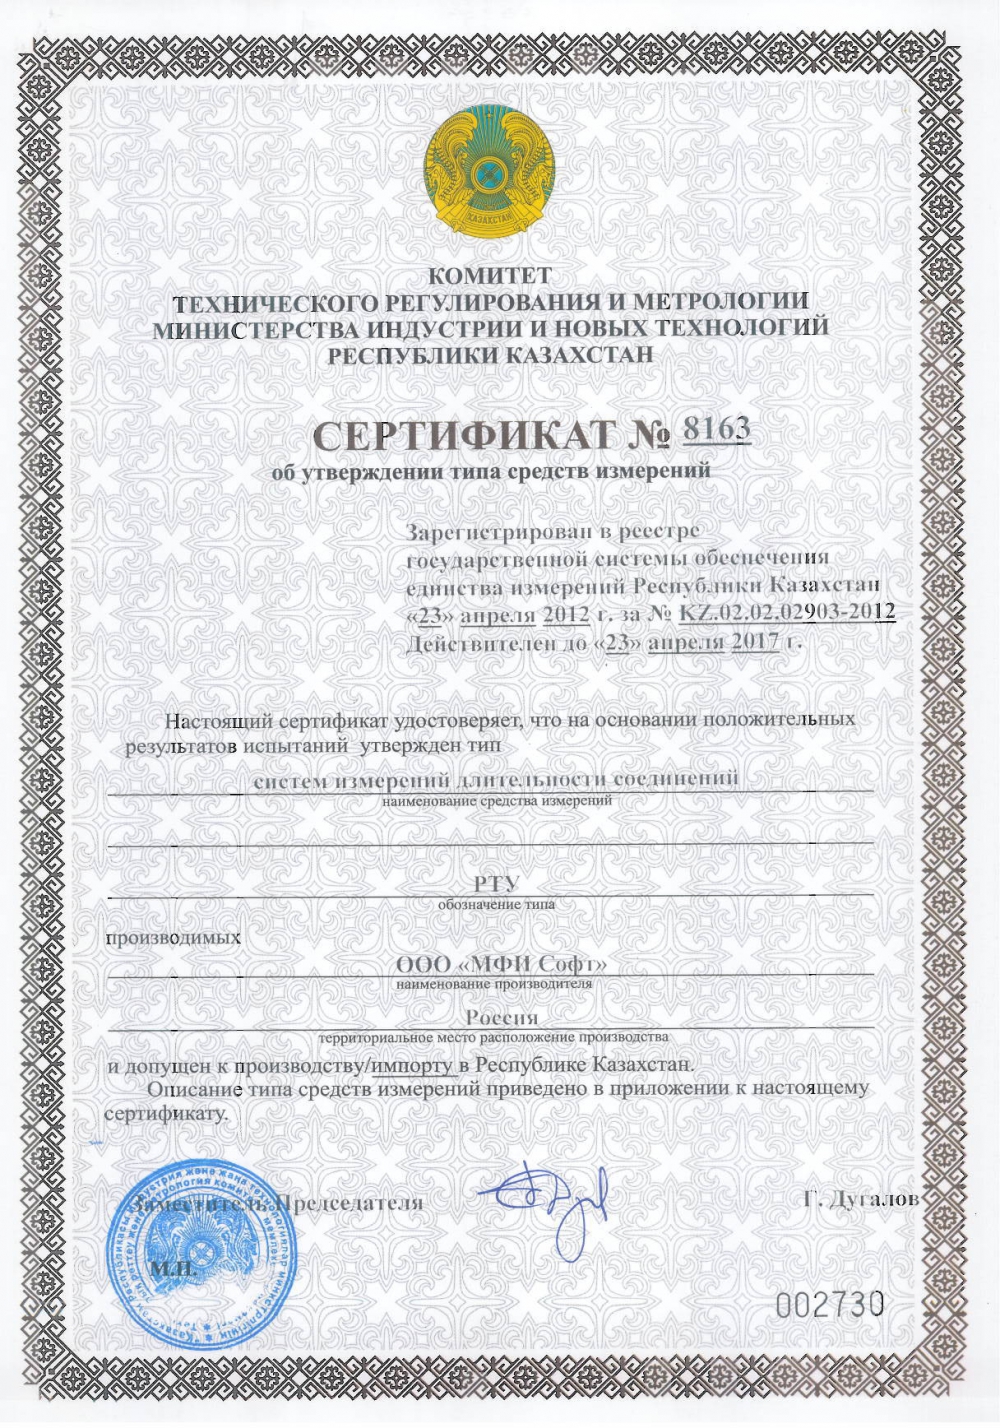 ҚАЗАҚСТАН
КОМИТЕТ
ТЕХНИЧЕСКОГО РЕГУЛИРОВАНИЯ И МЕТРОЛОГИИ
МИНИСТЕРСТВА ИНДУСТРИИ И НОВЫХ ТЕХНОЛОГИЙ
РЕСПУБЛИКИ КАЗАХСТАН
СЕРТИФИКАТ № 8163
об утверждении типа средств измерений
Зарегистрирован в реестре
государственной системы обеспечения
единства измерений Республики Казахстан
«23» апреля 2012 г. за № KZ.02.02.02903-2012
Действителен до «23» апреля 2017 г.
Настоящий сертификат удостоверяет, что на основании положительных
результатов испытаний утвержден тип
систем измерений длительности соединений
наименование средства измерений
РТУ
обозначение типа
производимых
ООО «МФИ Софт»
наименование производителя
Россия
территориальное место расположение производства
и допущен к производству/импорту в Республике Казахстан.
Описание типа средств измерений приведено в приложении к настоящему
сертификату.
Заместитель Председателя Г. Дугалов
М.П.
002730